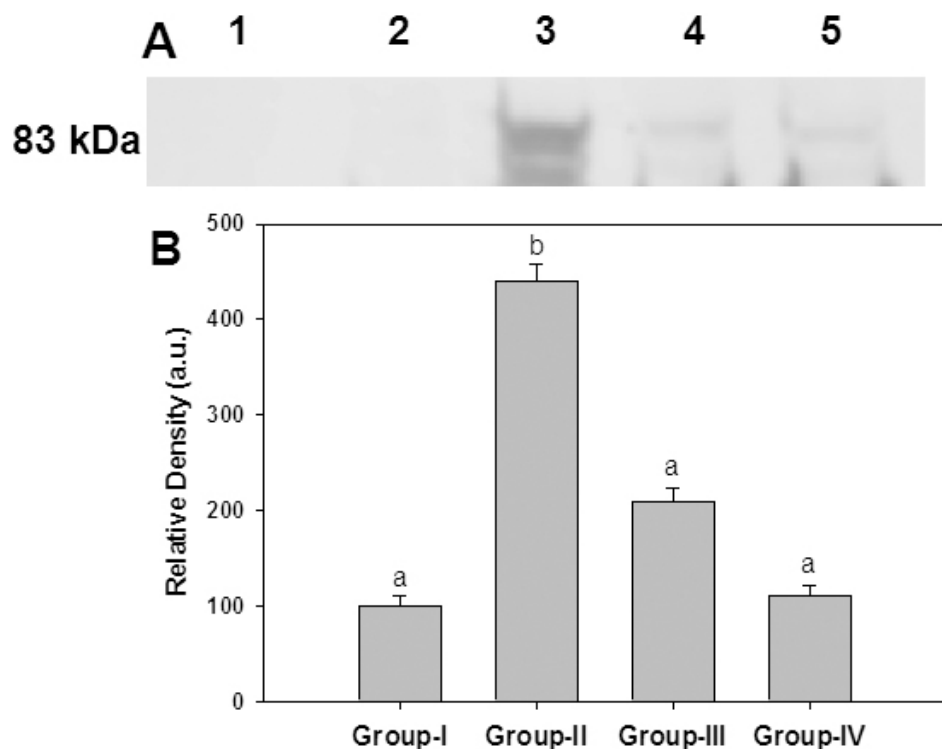 A 1 2 3 4 5
83 kDa
B
500
b
400
300
a
200
a
a
100
0
Relative Density (a.u.)
Group-I Group-II Group-III Group-IV